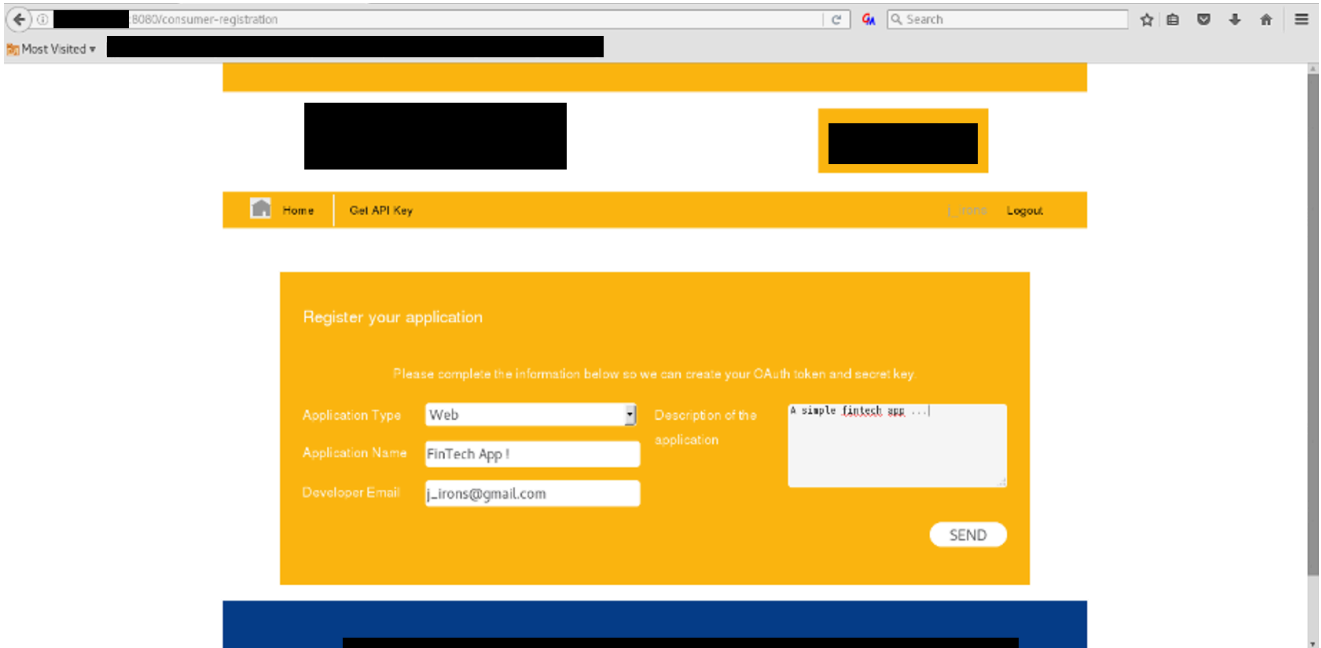 :8080/consumer-registration
Search
Most Visited
Home
Get API Key
j_irons
Logout
Register your application
Please complete the information below so we can create your OAuth token and secret key.
Application Type
Web
Description of the application
A simple fintech app ...
Application Name
FinTech App !
Developer Email
j_irons@gmail.com
SEND